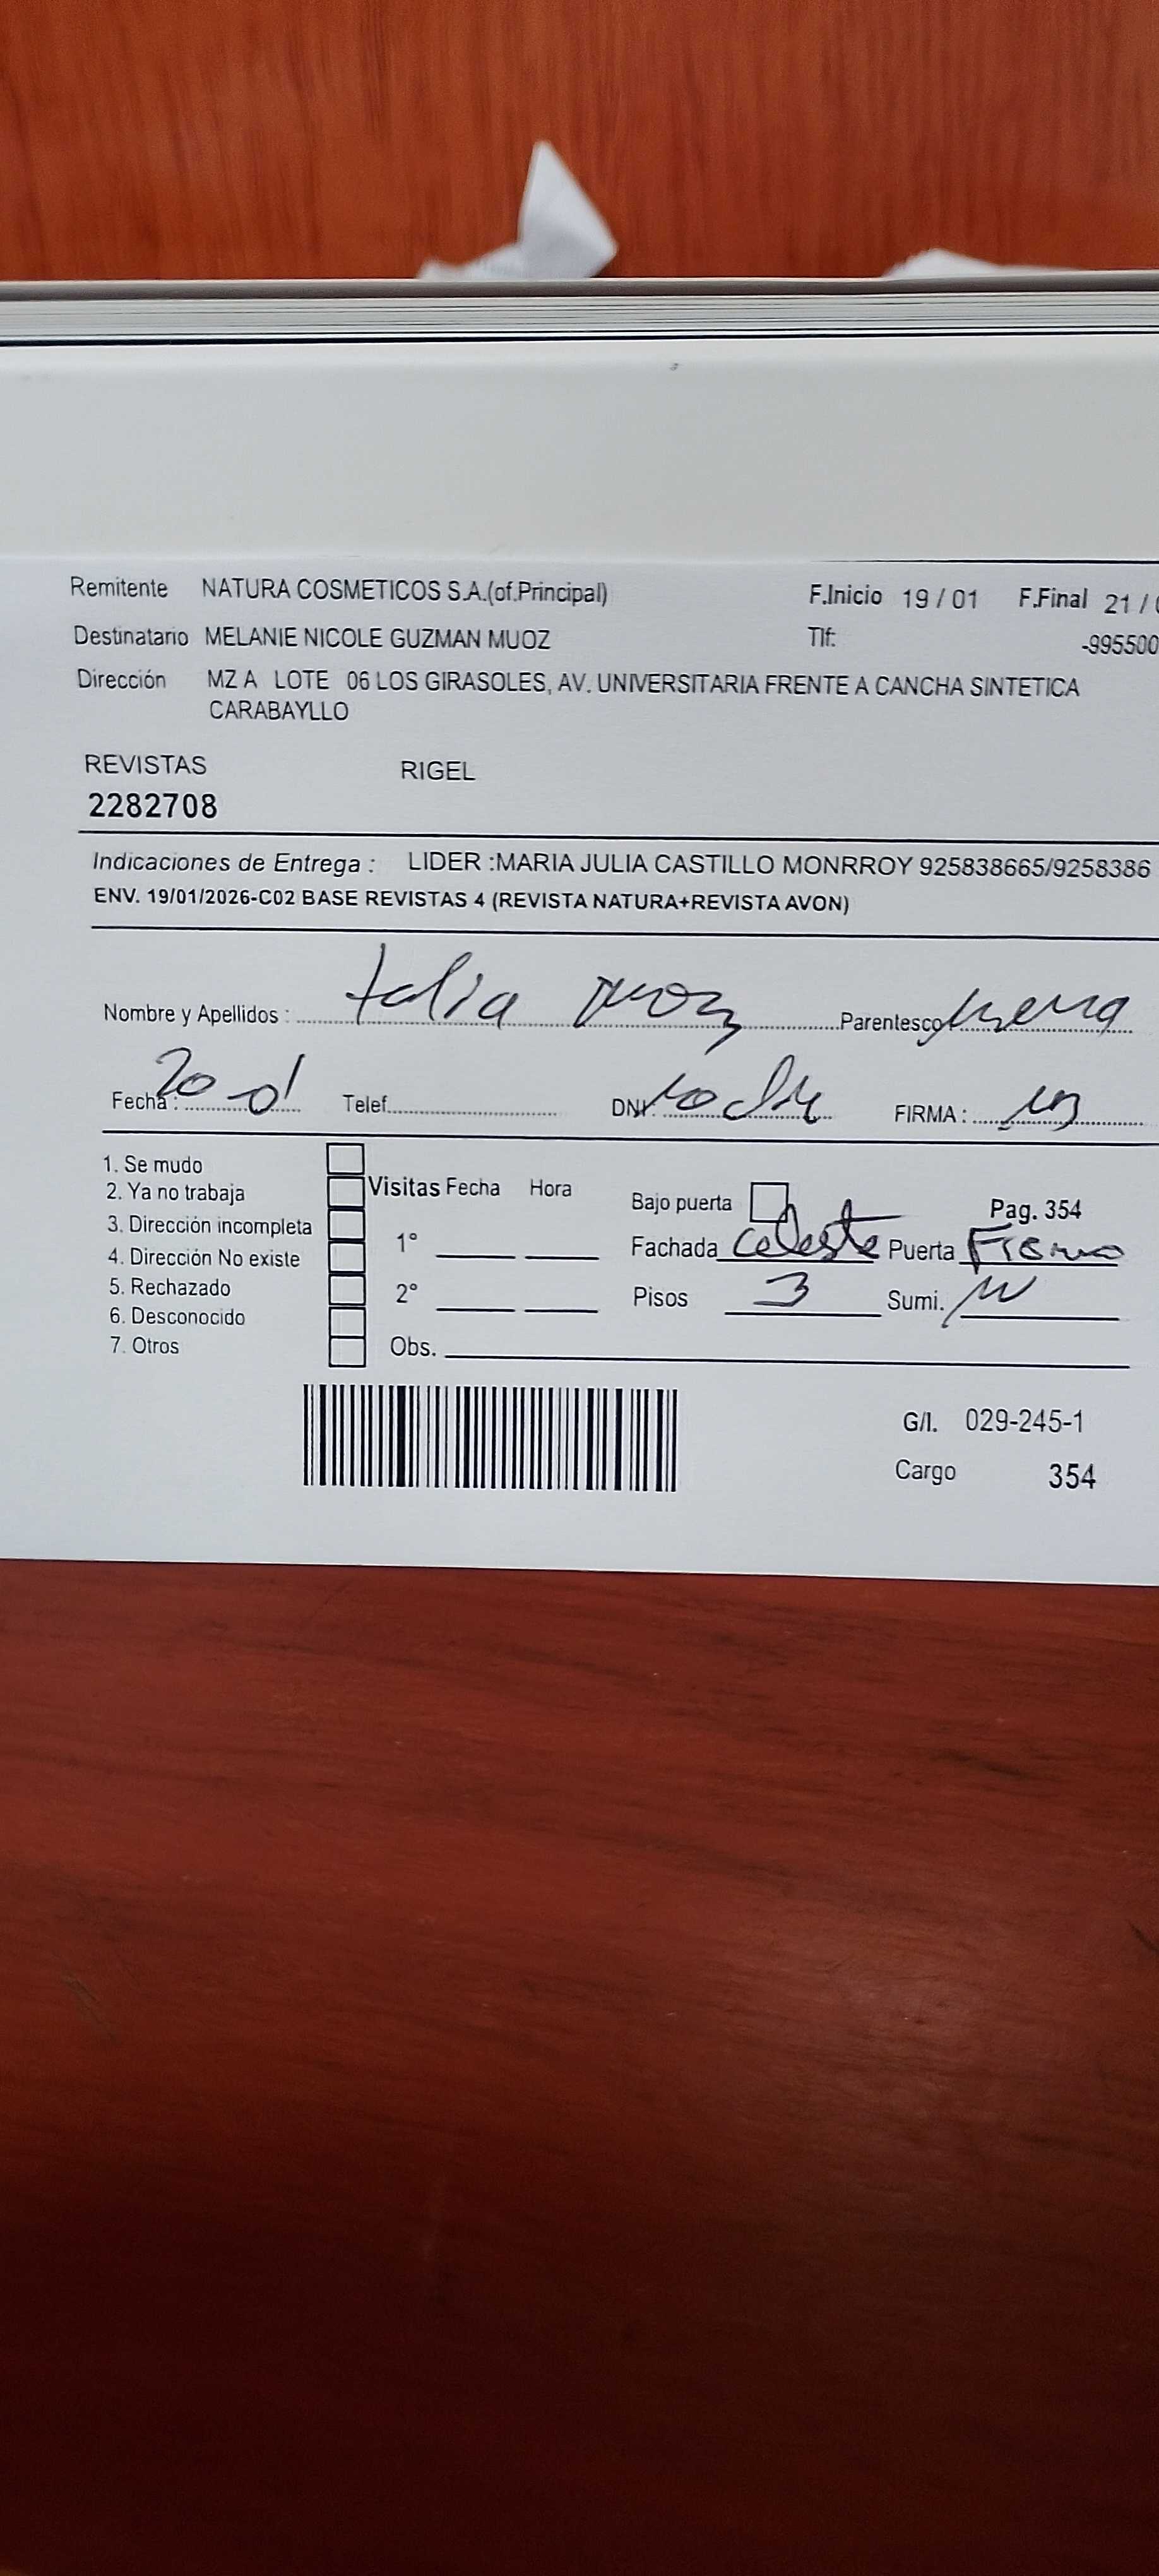 Remitente NATURA COSMETICOS S.A.(of.Principal) F.Inicio 19 / 01 F.Final 21 /
Destinatario MELANIE NICOLE GUZMAN MUOZ Tlf: -995500
Dirección MZ A LOTE 06 LOS GIRASOLES, AV. UNIVERSITARIA FRENTE A CANCHA SINTETICA
CARABAYLLO
REVISTAS RIGEL
2282708
Indicaciones de Entrega : LIDER :MARIA JULIA CASTILLO MONRROY 925838665/9258386
ENV. 19/01/2026-C02 BASE REVISTAS 4 (REVISTA NATURA+REVISTA AVON)
Nombre y Apellidos : talia Parentesco
Fecha : 20-01 Telef. DNI: FIRMA :
1. Se mudo
2. Ya no trabaja
3. Dirección incompleta
4. Dirección No existe
5. Rechazado
6. Desconocido
7. Otros
Visitas Fecha Hora
1°
2°
Obs.
Bajo puerta Pag. 354
Fachada celeste Puerta Fierro
Pisos 3 Sumi.
G/I. 029-245-1
Cargo 354